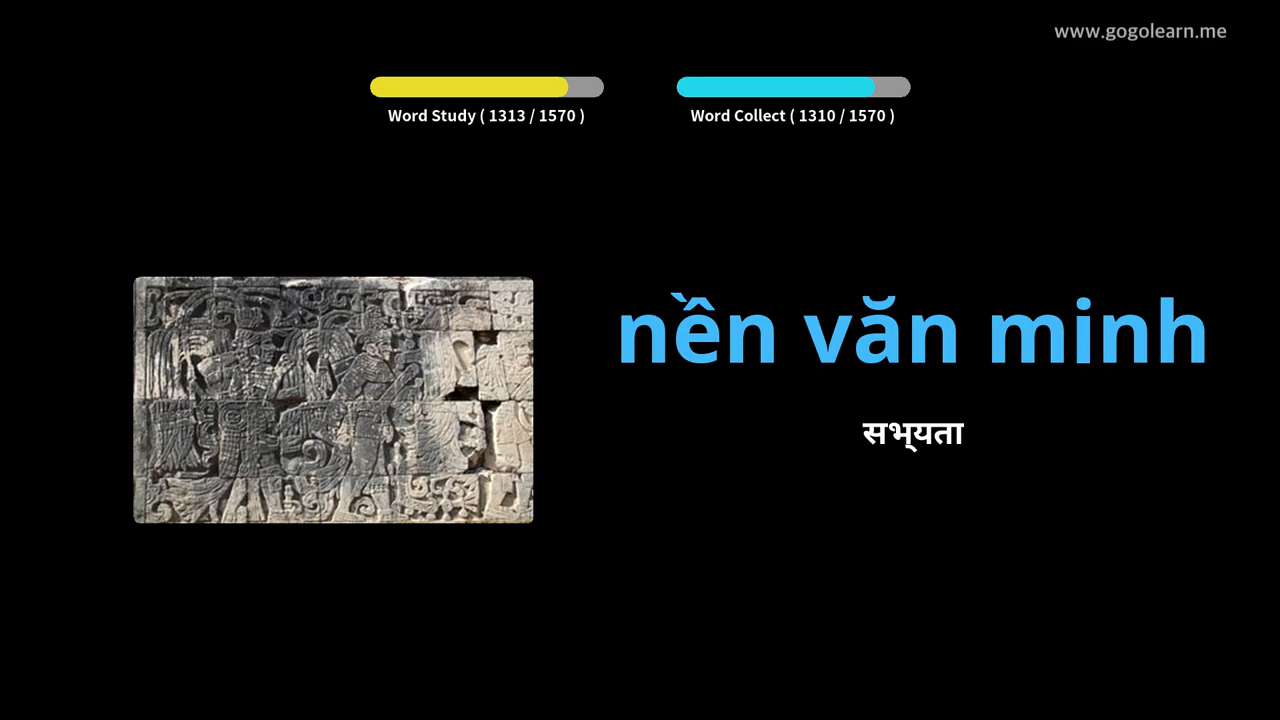 www.gogolearn.me
Word Study ( 1313 / 1570 )
Word Collect ( 1310 / 1570 )
nền văn minh
सभ्यता